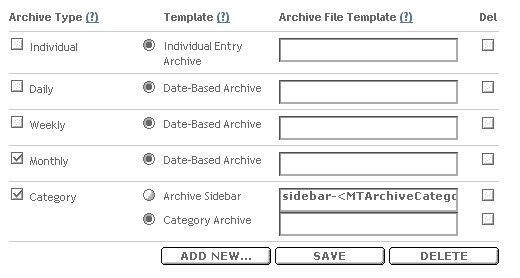 Archive Type (?) Template (?) Archive File Template (?) Del
Individual Individual Entry
Archive
Daily Date-Based Archive
Weekly Date-Based Archive
Monthly Date-Based Archive
Category Archive Sidebar sidebar-<MTArchiveCatego
Category Archive
ADD NEW... SAVE DELETE